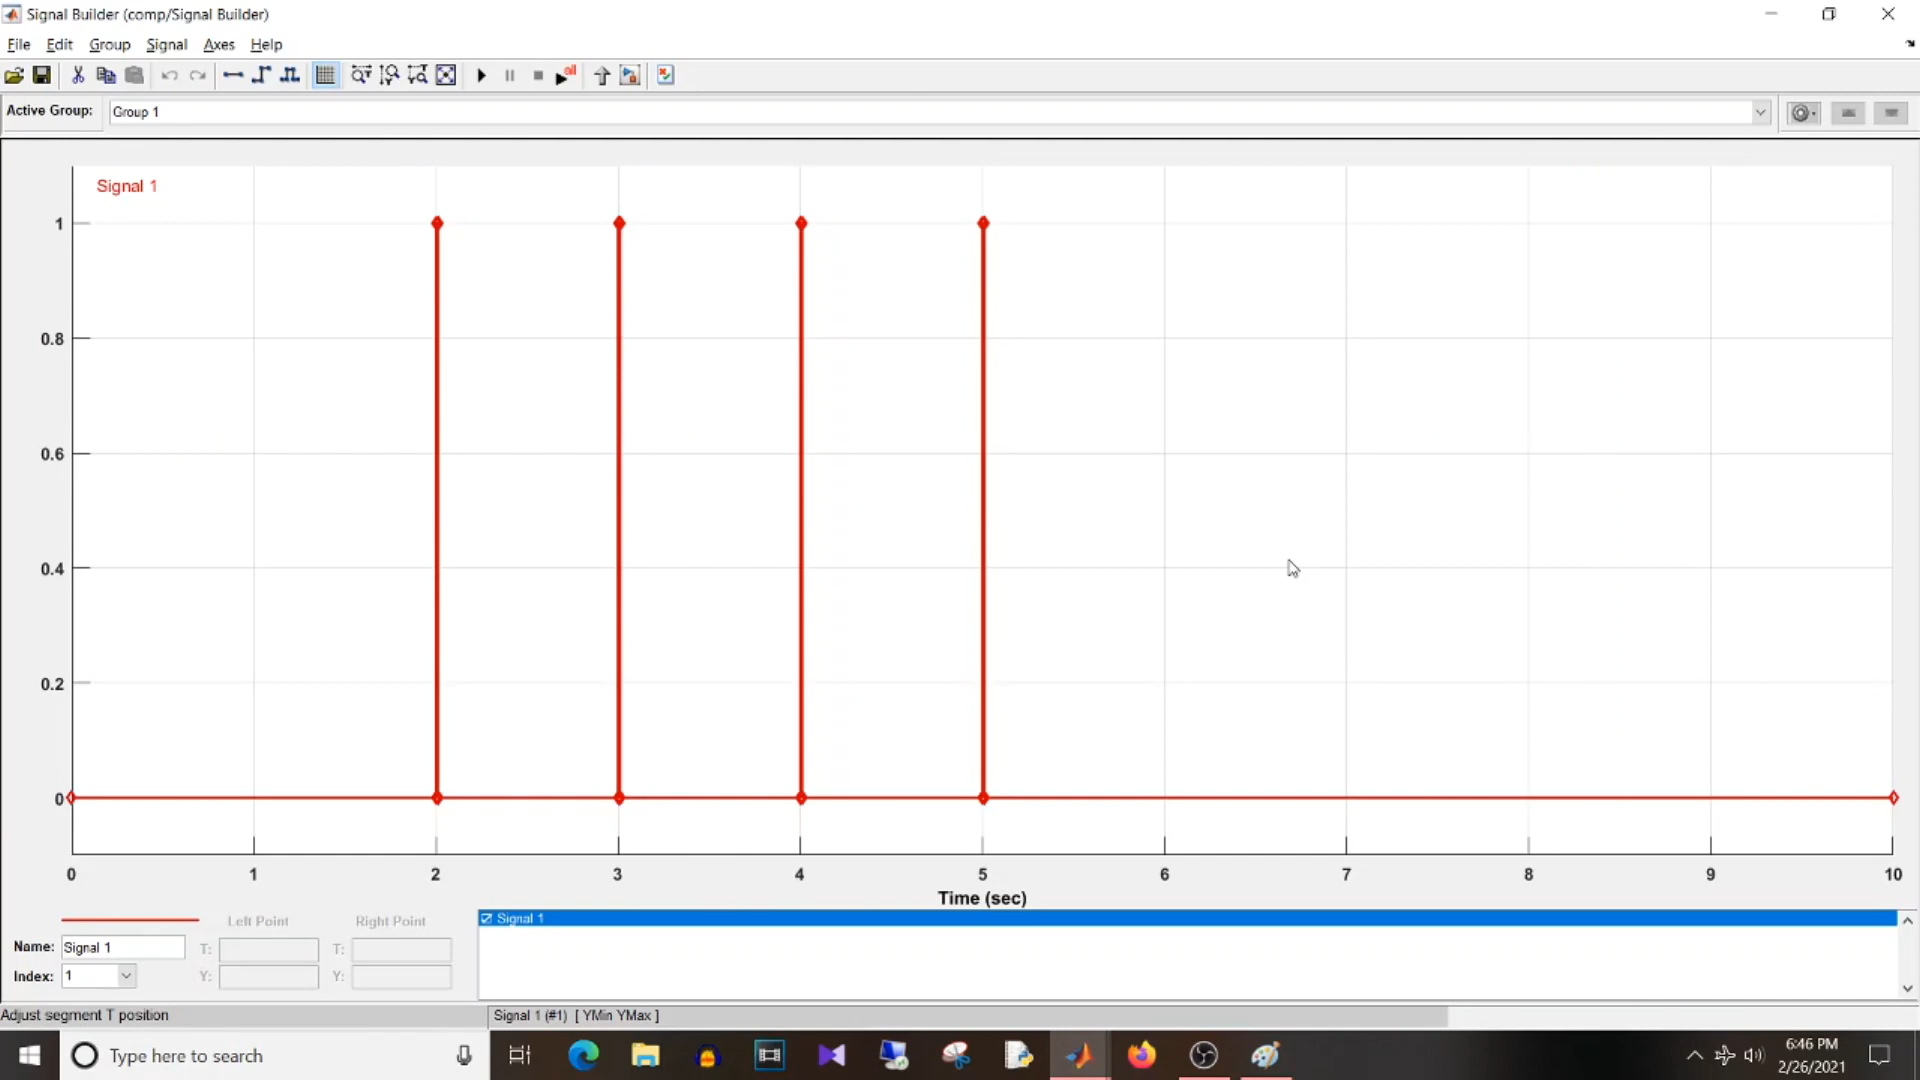 Signal Builder (comp/Signal Builder)
File Edit Group Signal Axes Help
all
Active Group: Group 1
Signal 1
1
0.8
0.6
0.4
0.2
0
0 1 2 3 4 5 6 7 8 9 10
Time (sec)
Left Point Right Point
Signal 1
Name: Signal 1 T: T:
Index: 1 Y: Y:
Adjust segment T position
Signal 1 (#1) [ YMin YMax ]
Type here to search
6:46 PM
2/26/2021